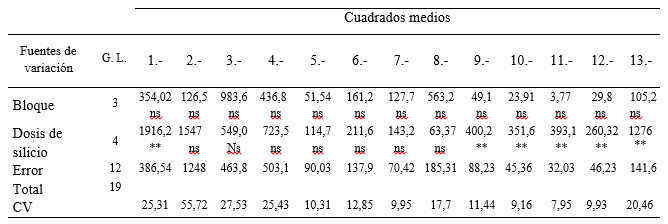 Cuadrados medios
Fuentes de variación G. L. 1.- 2.- 3.- 4.- 5.- 6.- 7.- 8.- 9.- 10.- 11.- 12.- 13.-
Bloque 3 354,02 ns 126,5 ns 983,6 ns 436,8 ns 51,54 ns 161,2 ns 127,7 ns 563,2 ns 49,1 ns 23,91 ns 3,77 ns 29,8 ns 105,2 ns
Dosis de silicio 4 1916,2 ** 1547 ns 549,0 Ns 723,5 ns 114,7 ns 211,6 ns 143,2 ns 63,37 ns 400,2 ** 351,6 ** 393,1 ** 260,32 ** 1276 **
Error 12 386,54 1248 463,8 503,1 90,03 137,9 70,42 185,31 88,23 45,36 32,03 46,23 141,6
Total 19
CV 25,31 55,72 27,53 25,43 10,31 12,85 9,95 17,7 11,44 9,16 7,95 9,93 20,46